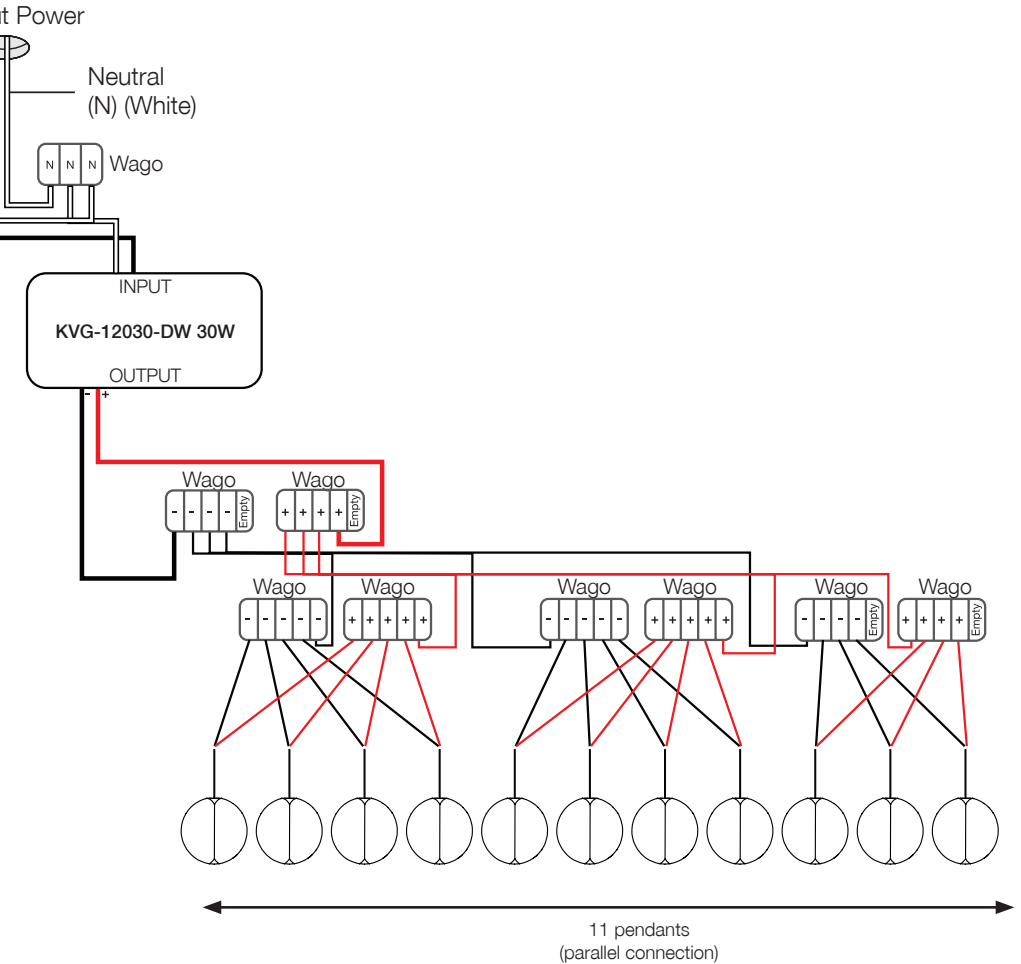 Power
Neutral
(N) (White)
N N N Wago
INPUT
KVG-12030-DW 30W
OUTPUT
- +
Wago Wago
- - - - Empty + + + + Empty
Wago Wago Wago Wago Wago Wago
- - - - - + + + + + - - - - - + + + + + - - - - Empty + + + + Empty
11 pendants
(parallel connection)